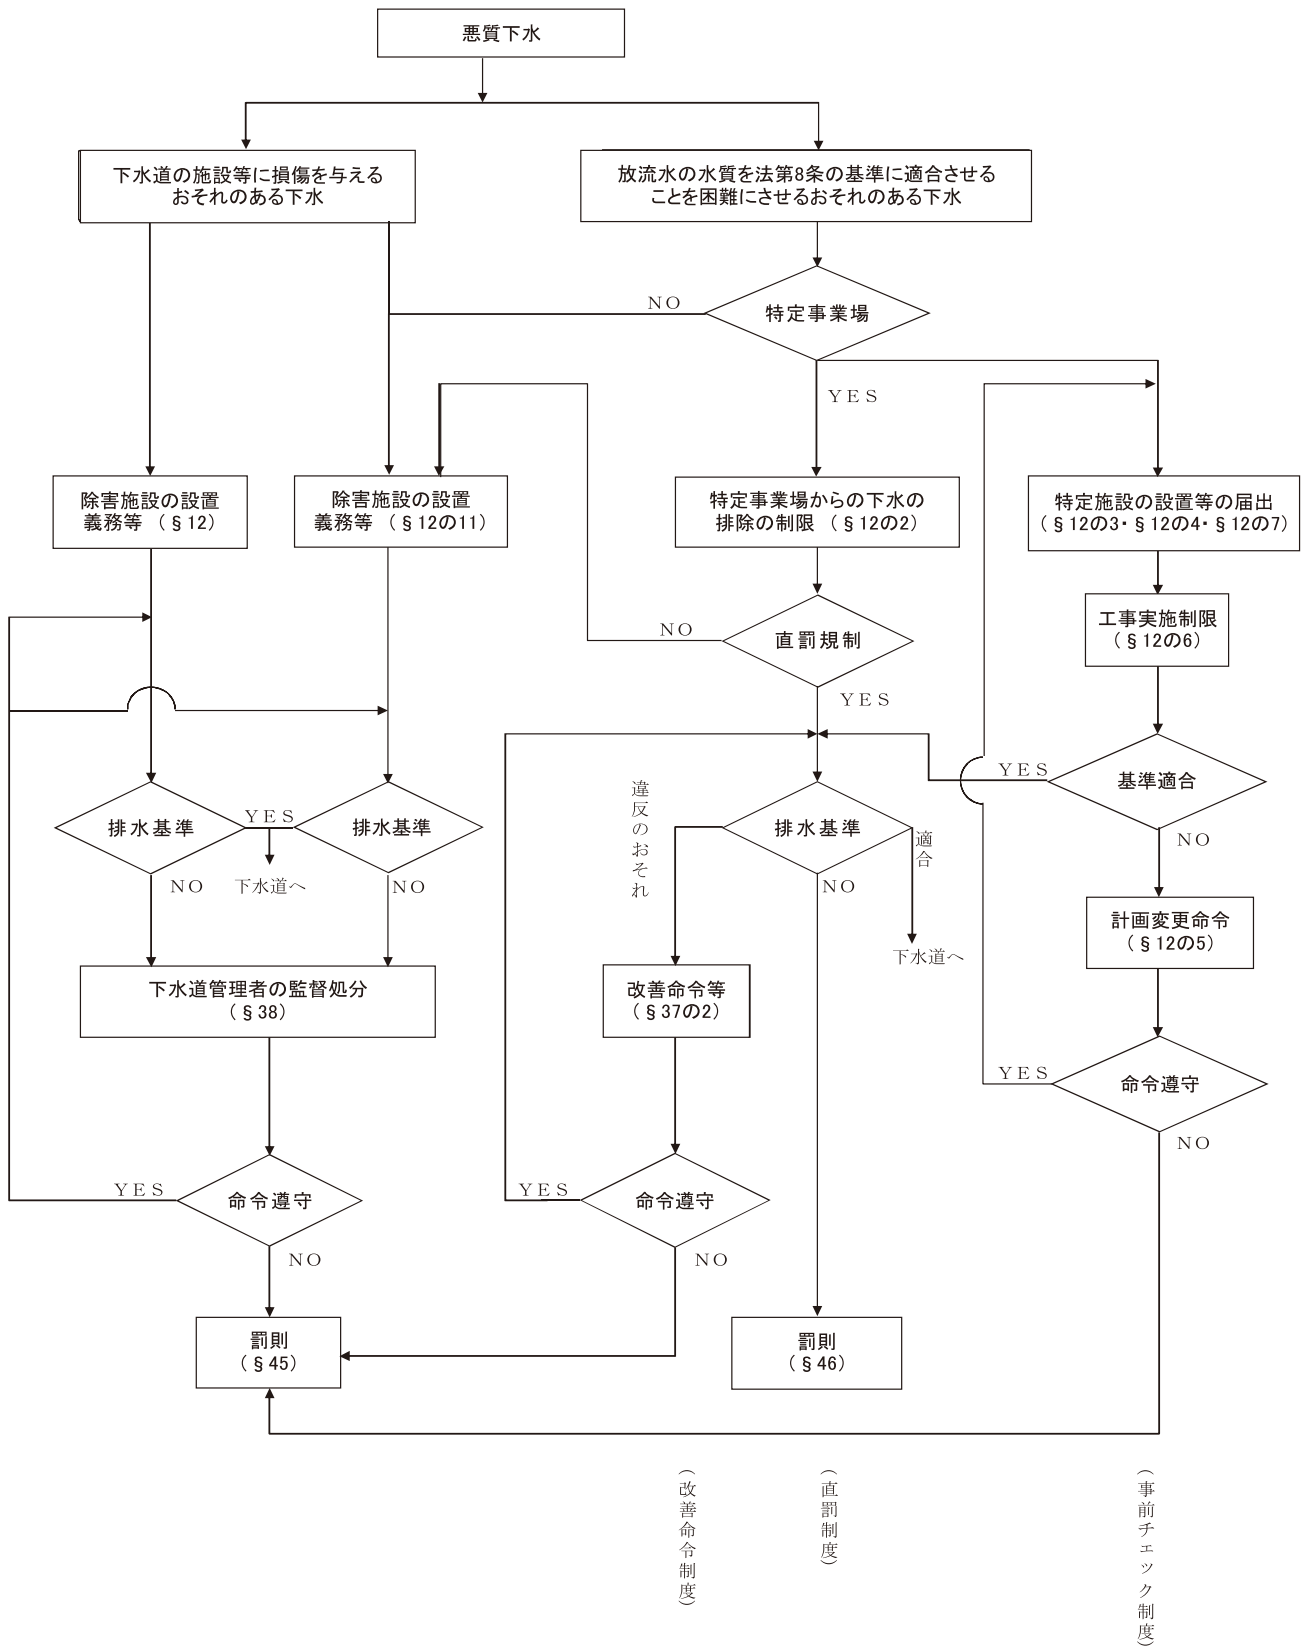 悪質下水
下水道の施設等に損傷を与える
おそれのある下水
放流水の水質を法第8条の基準に適合させる
ことを困難にさせるおそれのある下水
NO
特定事業場
YES
除害施設の設置
義務等（§12）
除害施設の設置
義務等（§12の11）
特定事業場からの下水の
排除の制限（§12の2）
特定施設の設置等の届出
（§12の3・§12の4・§12の7）
工事実施制限
（§12の6）
NO
直罰規制
YES
YES
基準適合
NO
排水基準
YES
排水基準
NO
下水道へ
NO
違反のおそれ
排水基準
適合
NO
下水道へ
計画変更命令
（§12の5）
下水道管理者の監督処分
（§38）
改善命令等
（§37の2）
YES
命令遵守
NO
YES
命令遵守
NO
YES
命令遵守
NO
罰則
（§45）
罰則
（§46）
（改善命令制度）
（直罰制度）
（事前チェック制度）